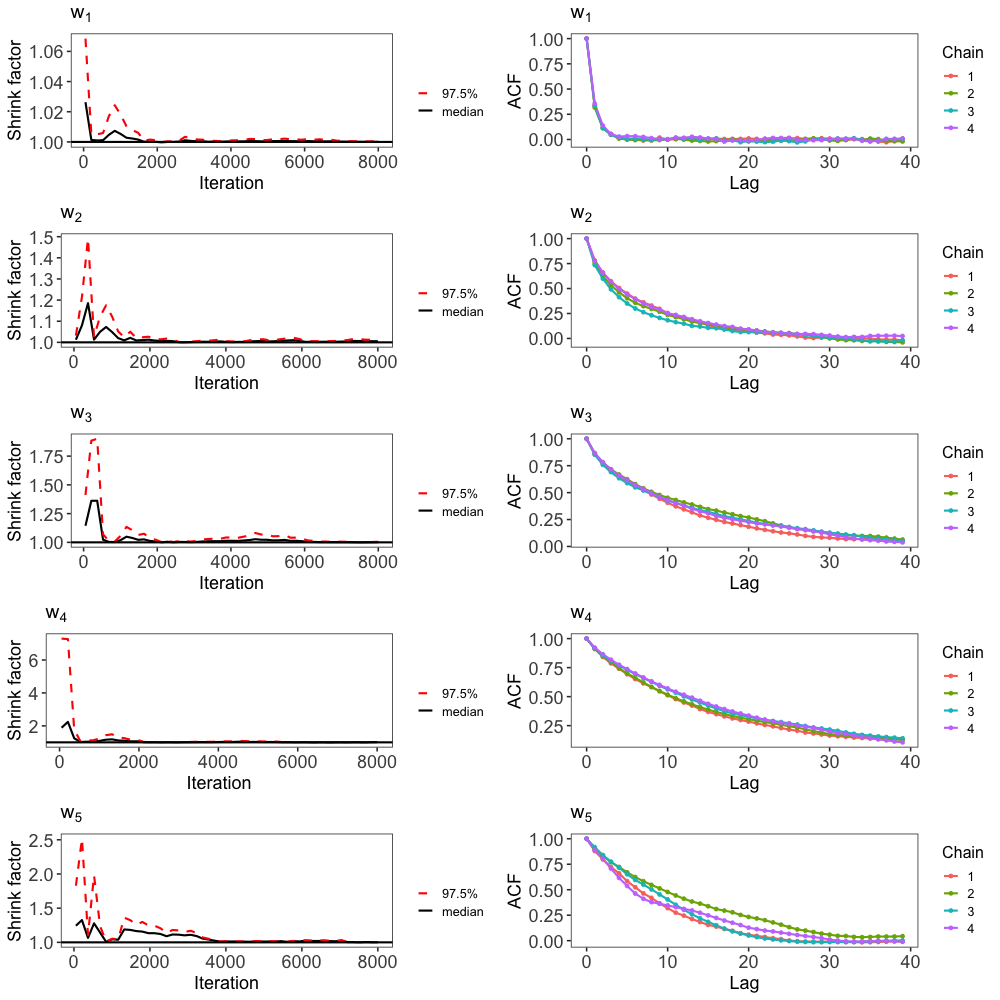 w1
Shrink factor
1.06
1.04
1.02
1.00
0 2000 4000 6000 8000
Iteration
97.5%
median
w1
ACF
1.00
0.75
0.50
0.25
0.00
0 10 20 30 40
Lag
Chain
1
2
3
4
w2
Shrink factor
1.5
1.4
1.3
1.2
1.1
1.0
0 2000 4000 6000 8000
Iteration
97.5%
median
w2
ACF
1.00
0.75
0.50
0.25
0.00
0 10 20 30 40
Lag
Chain
1
2
3
4
w3
Shrink factor
1.75
1.50
1.25
1.00
0 2000 4000 6000 8000
Iteration
97.5%
median
w3
ACF
1.00
0.75
0.50
0.25
0.00
0 10 20 30 40
Lag
Chain
1
2
3
4
w4
Shrink factor
6
4
2
0 2000 4000 6000 8000
Iteration
97.5%
median
w4
ACF
1.00
0.75
0.50
0.25
0 10 20 30 40
Lag
Chain
1
2
3
4
w5
Shrink factor
2.5
2.0
1.5
1.0
0 2000 4000 6000 8000
Iteration
97.5%
median
w5
ACF
1.00
0.75
0.50
0.25
0.00
0 10 20 30 40
Lag
Chain
1
2
3
4